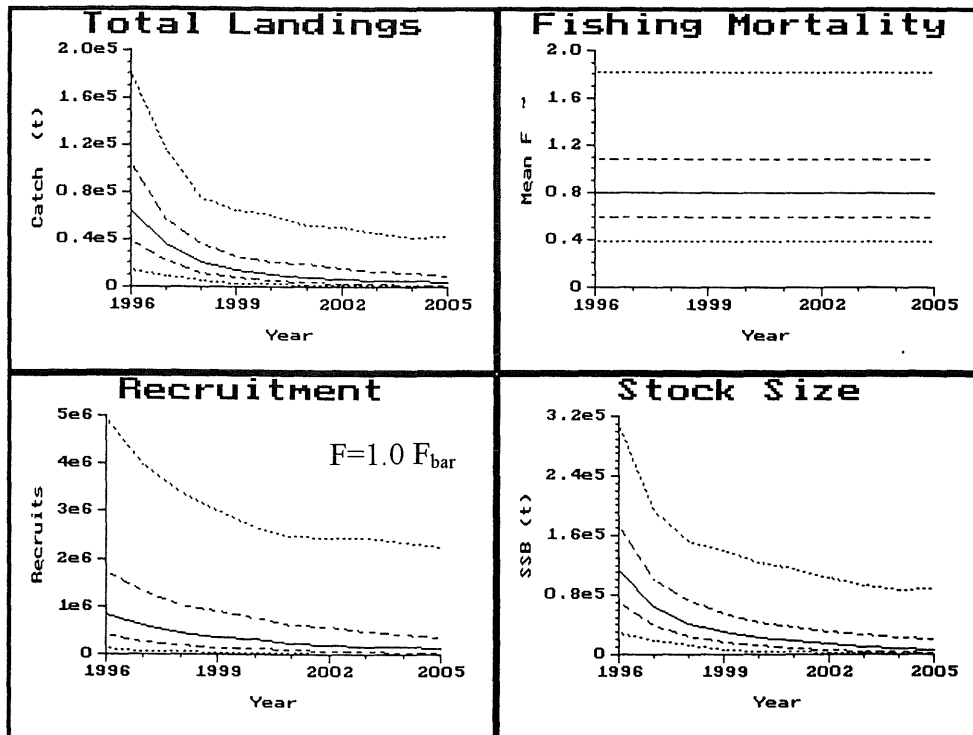 Total Landings
2.0e5
1.6e5
1.2e5
0.8e5
0.4e5
0
Catch (t)
1996
1999
2002
2005
Year
Fishing Mortality
2.0
1.6
1.2
0.8
0.4
0
Mean F ~
1996
1999
2002
2005
Year
Recruitment
5e6
4e6
3e6
2e6
1e6
0
Recruits
F=1.0 Fbar
1996
1999
2002
2005
Year
Stock Size
3.2e5
2.4e5
1.6e5
0.8e5
0
SSB (t)
1996
1999
2002
2005
Year